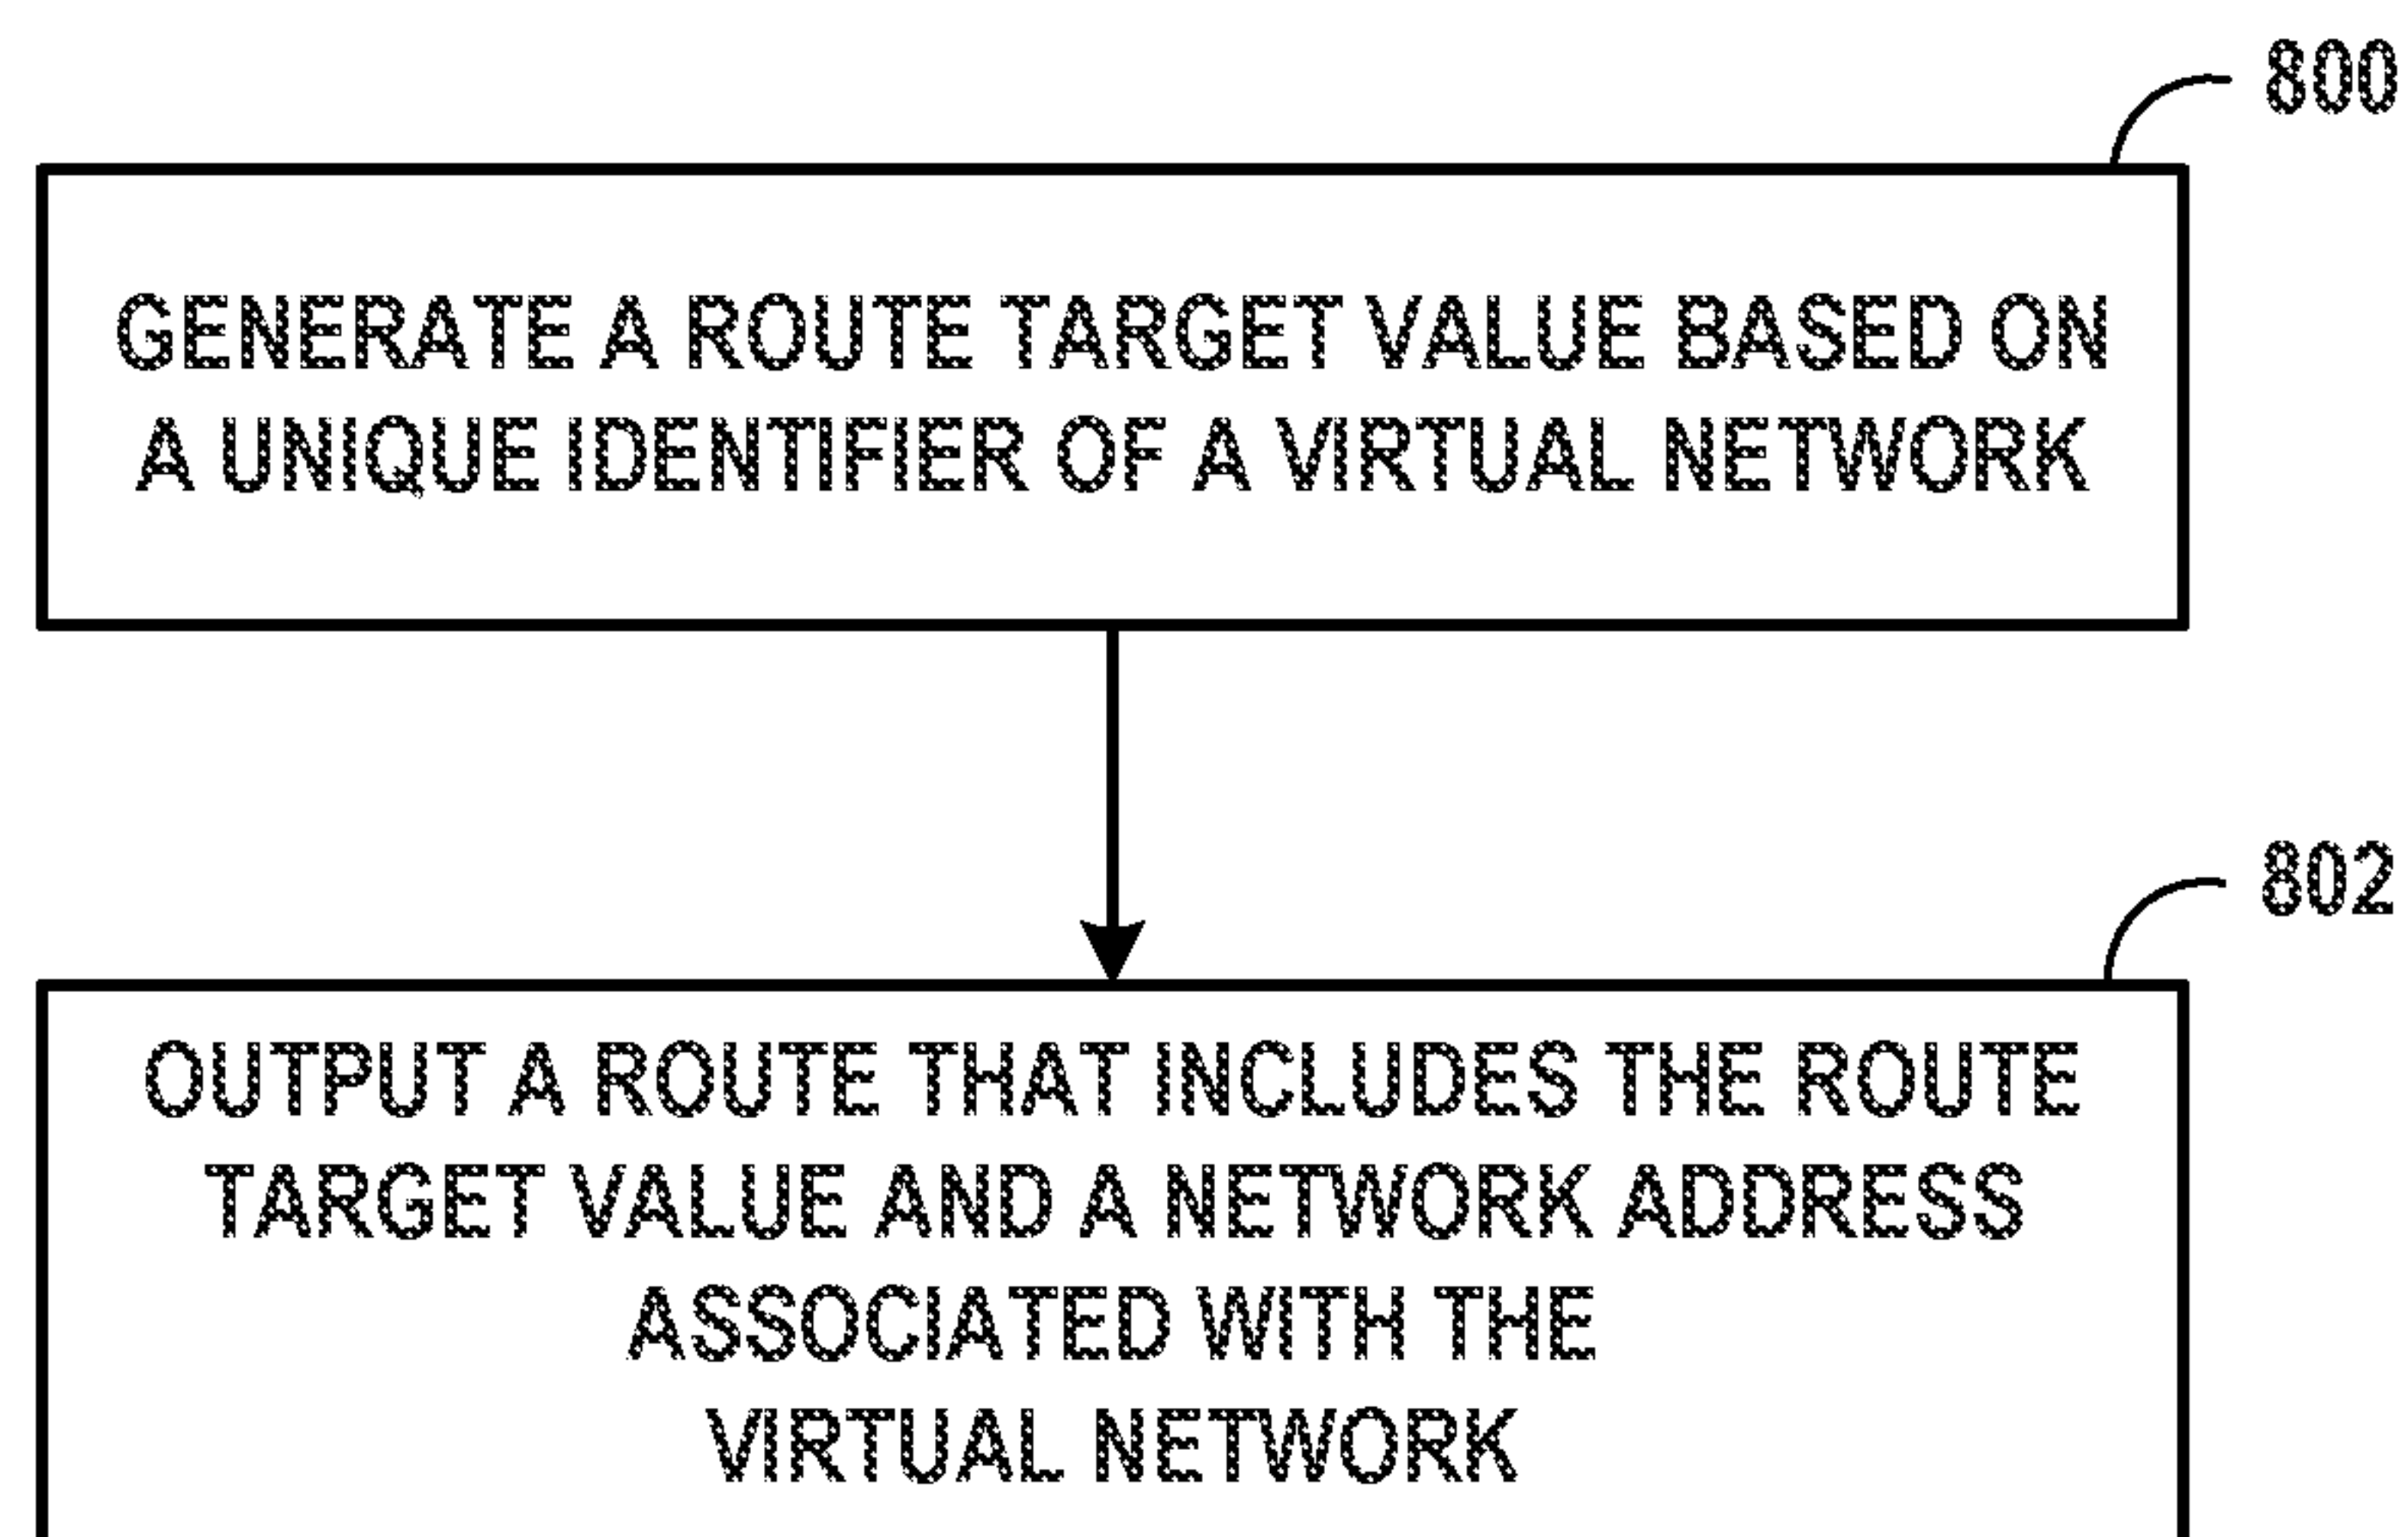 800
GENERATE A ROUTE TARGET VALUE BASED ON
A UNIQUE IDENTIFIER OF A VIRTUAL NETWORK
802
OUTPUT A ROUTE THAT INCLUDES THE ROUTE
TARGET VALUE AND A NETWORK ADDRESS
ASSOCIATED WITH THE
VIRTUAL NETWORK